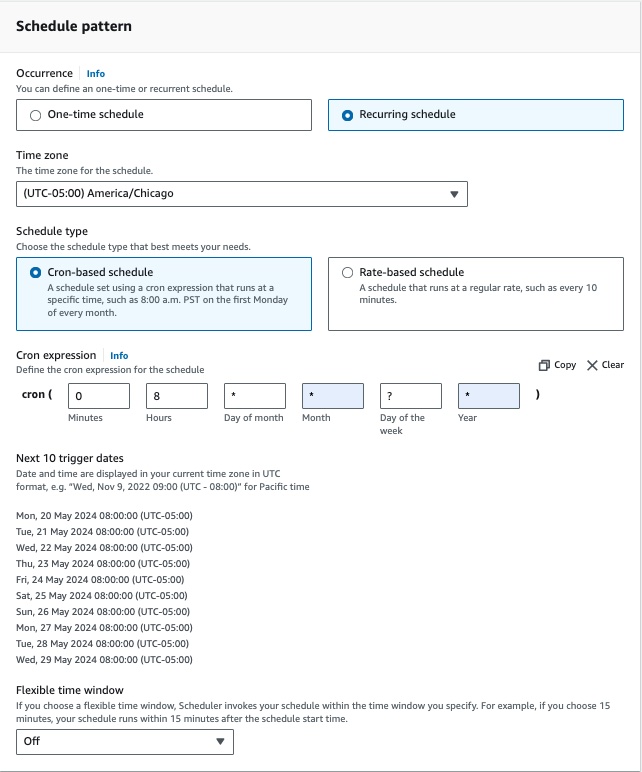 Schedule pattern
Occurrence | Info
You can define an one-time or recurrent schedule.
One-time schedule
Recurring schedule
Time zone
The time zone for the schedule.
(UTC-05:00) America/Chicago
Schedule type
Choose the schedule type that best meets your needs.
Cron-based schedule
A schedule set using a cron expression that runs at a
specific time, such as 8:00 a.m. PST on the first Monday
of every month.
Rate-based schedule
A schedule that runs at a regular rate, such as every 10
minutes.
Cron expression | Info
Define the cron expression for the schedule
Copy Clear
cron ( 0 8 * * ? * )
Minutes Hours Day of month Month Day of the Year
week
Next 10 trigger dates
Date and time are displayed in your current time zone in UTC
format, e.g. "Wed, Nov 9, 2022 09:00 (UTC - 08:00)" for Pacific time
Mon, 20 May 2024 08:00:00 (UTC-05:00)
Tue, 21 May 2024 08:00:00 (UTC-05:00)
Wed, 22 May 2024 08:00:00 (UTC-05:00)
Thu, 23 May 2024 08:00:00 (UTC-05:00)
Fri, 24 May 2024 08:00:00 (UTC-05:00)
Sat, 25 May 2024 08:00:00 (UTC-05:00)
Sun, 26 May 2024 08:00:00 (UTC-05:00)
Mon, 27 May 2024 08:00:00 (UTC-05:00)
Tue, 28 May 2024 08:00:00 (UTC-05:00)
Wed, 29 May 2024 08:00:00 (UTC-05:00)
Flexible time window
If you choose a flexible time window, Scheduler invokes your schedule within the time window you specify. For example, if you choose 15
minutes, your schedule runs within 15 minutes after the schedule start time.
Off